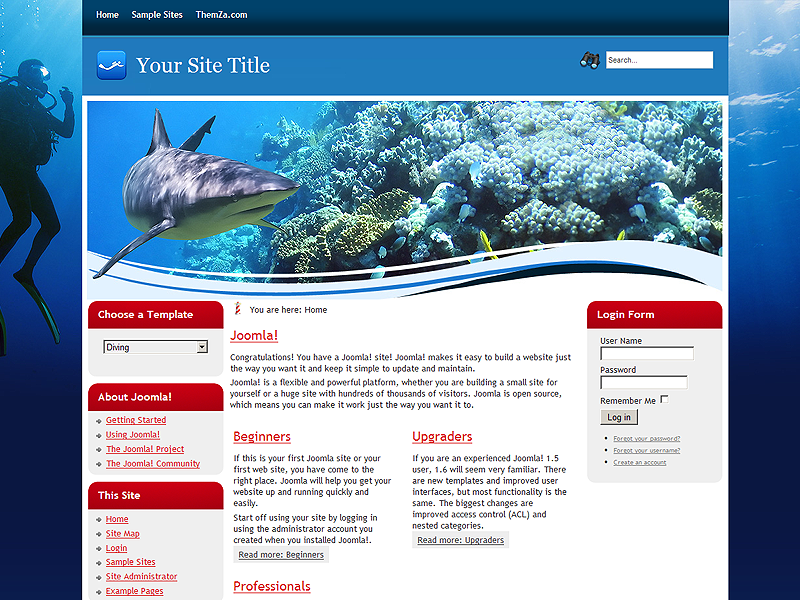 Home Sample Sites ThemZa.com
Your Site Title
Search...
Choose a Template
Diving
About Joomla!
Getting Started
Using Joomla!
The Joomla! Project
The Joomla! Community
This Site
Home
Site Map
Login
Sample Sites
Site Administrator
Example Pages
You are here: Home
Joomla!
Congratulations! You have a Joomla! site! Joomla! makes it easy to build a website just
the way you want it and keep it simple to update and maintain.
Joomla! is a flexible and powerful platform, whether you are building a small site for
yourself or a huge site with hundreds of thousands of visitors. Joomla is open source,
which means you can make it work just the way you want it to.
Beginners
If this is your first Joomla site or your
first web site, you have come to the
right place. Joomla will help you get your
website up and running quickly and
easily.
Start off using your site by logging in
using the administrator account you
created when you installed Joomla!.
Read more: Beginners
Upgraders
If you are an experienced Joomla! 1.5
user, 1.6 will seem very familiar. There
are new templates and improved user
interfaces, but most functionality is the
same. The biggest changes are
improved access control (ACL) and
nested categories.
Read more: Upgraders
Professionals
Login Form
User Name
Password
Remember Me
Log in
Forgot your password?
Forgot your username?
Create an account